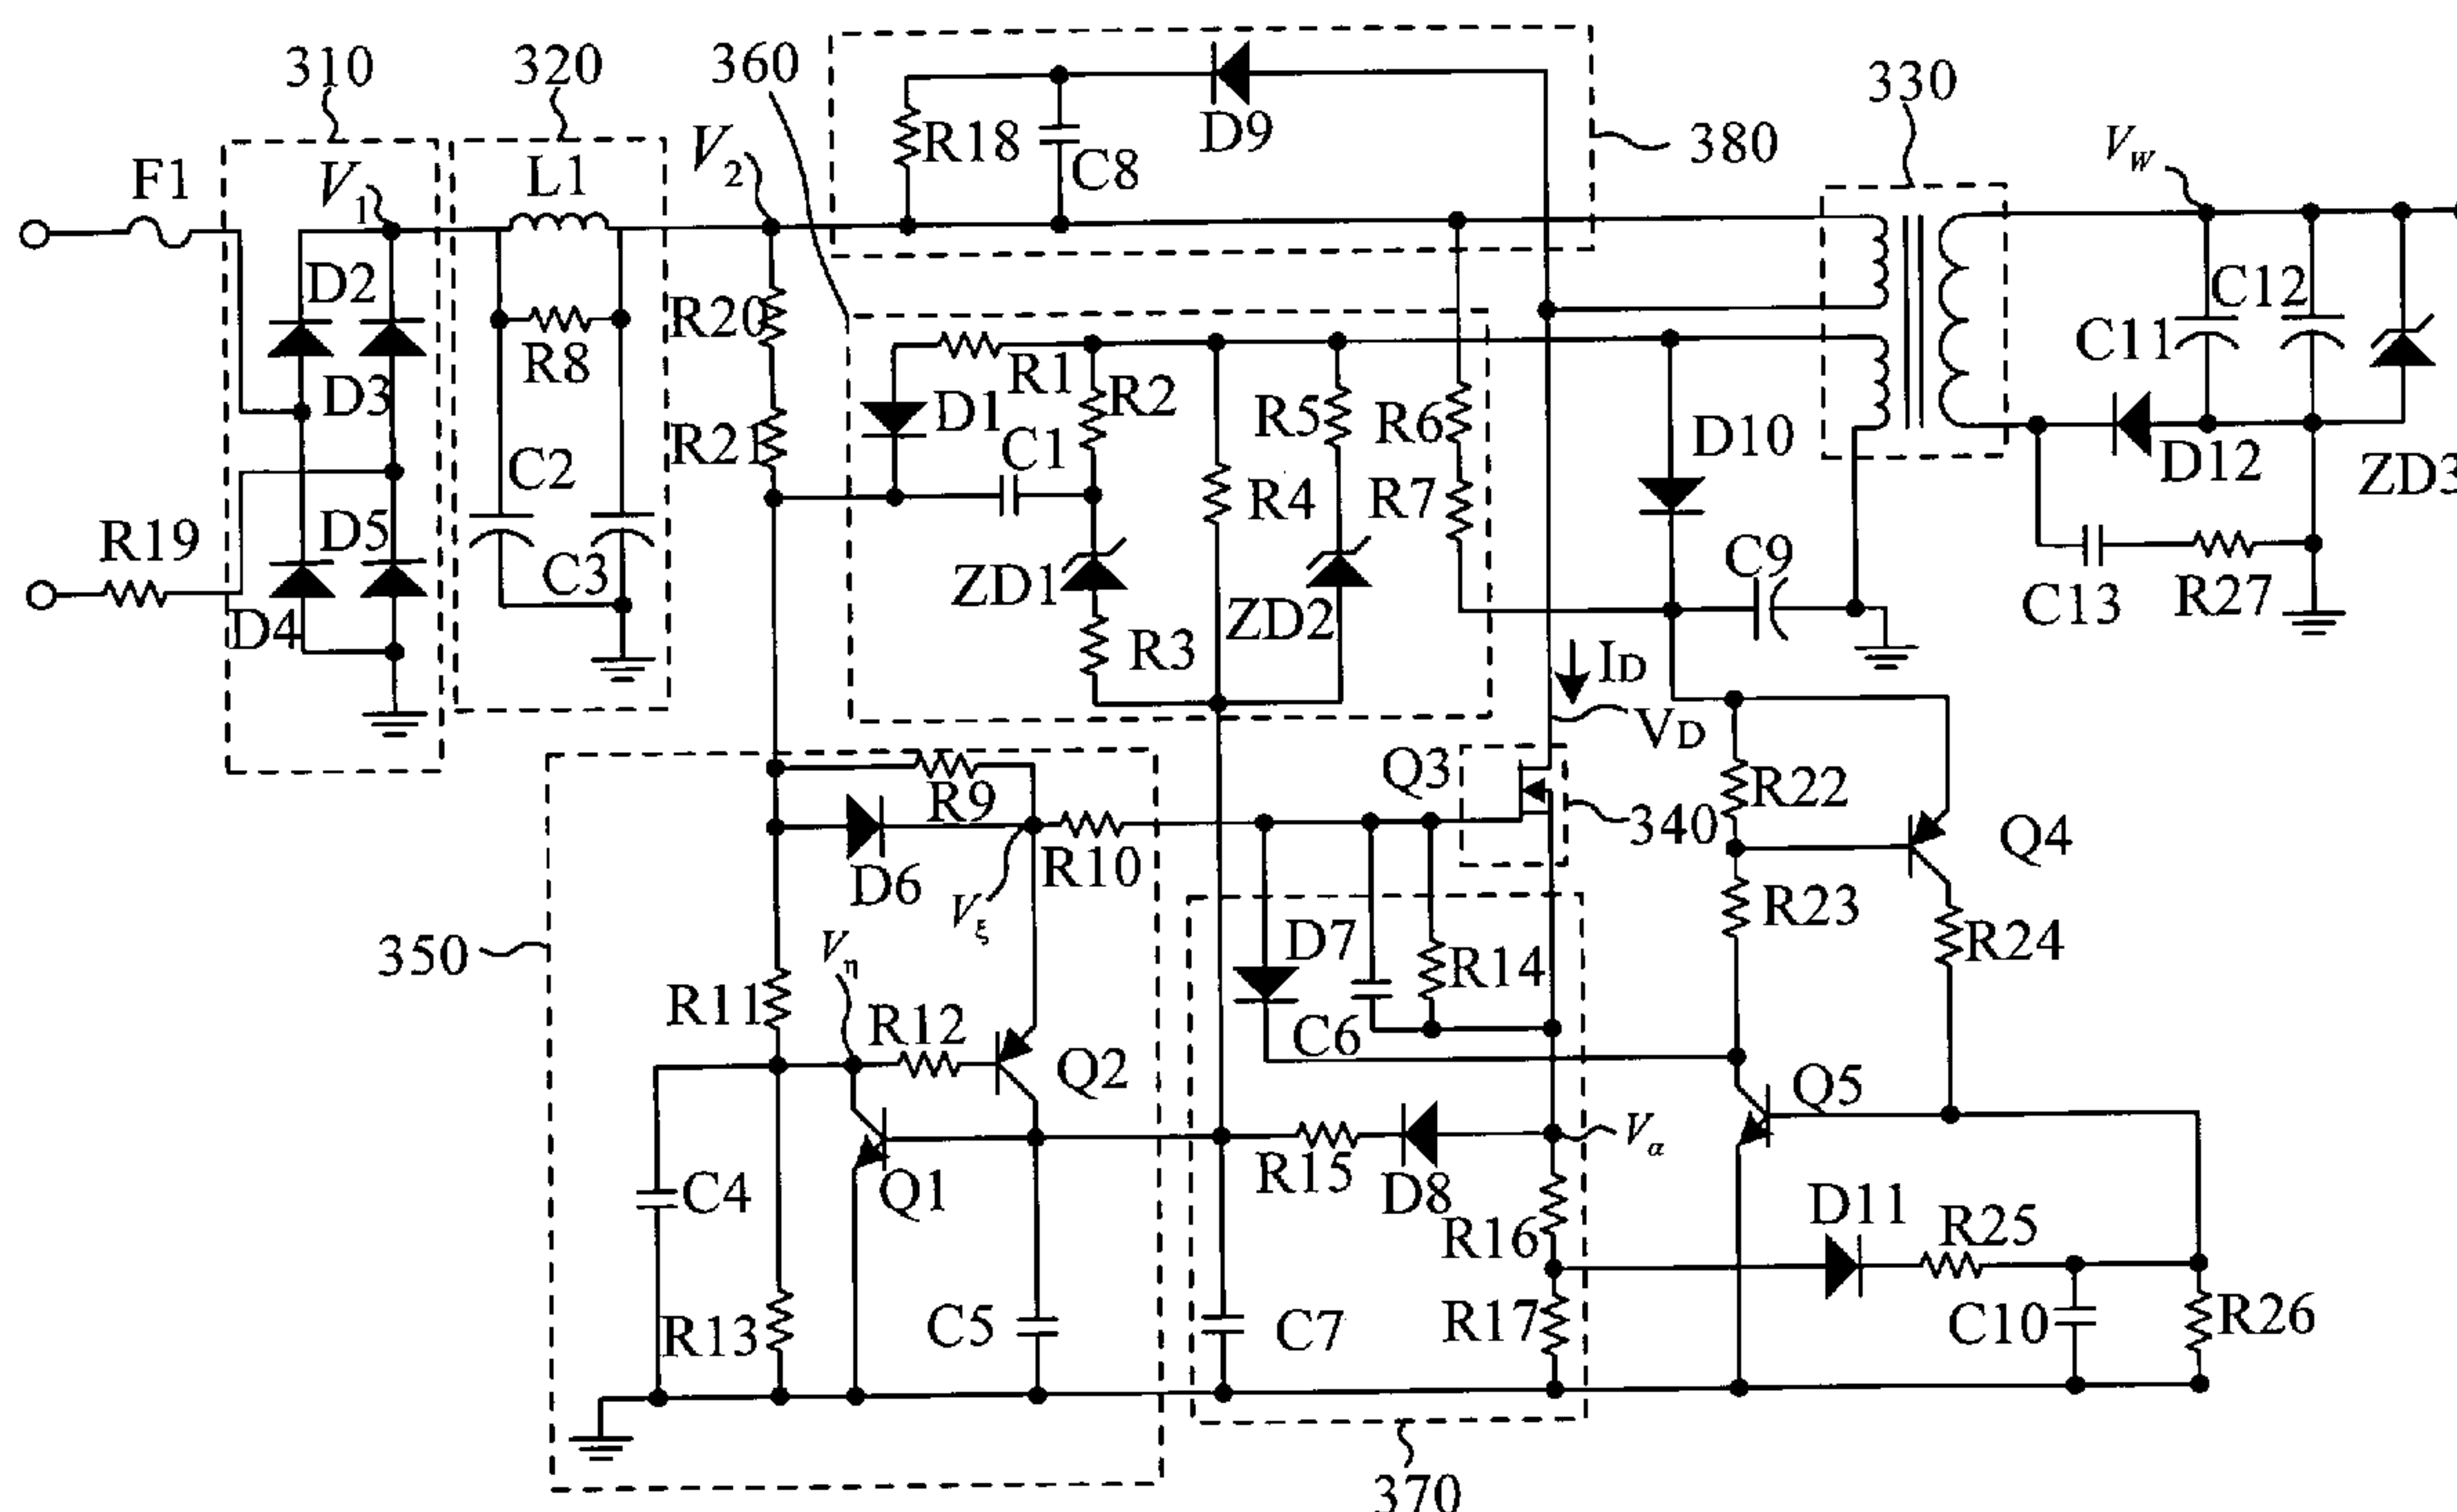 310
320
360
380
330
F1
V1
L1
V2
R18
C8
D9
VW
D2
D3
R8
R20
R21
R1
D1
R2
C1
R5
R4
R6
R7
D10
C11
C12
D12
ZD3
C2
C3
R19
D5
D4
ZD1
R3
ZD2
C9
C13
R27
ID
VD
Q3
340
R9
D6
R10
Vξ
R22
Q4
R23
R24
350
Vη
D7
R14
C6
R11
R12
Q2
Q5
C4
Q1
R15
D8
Vα
R16
D11
R25
R13
C5
C7
R17
C10
R26
370